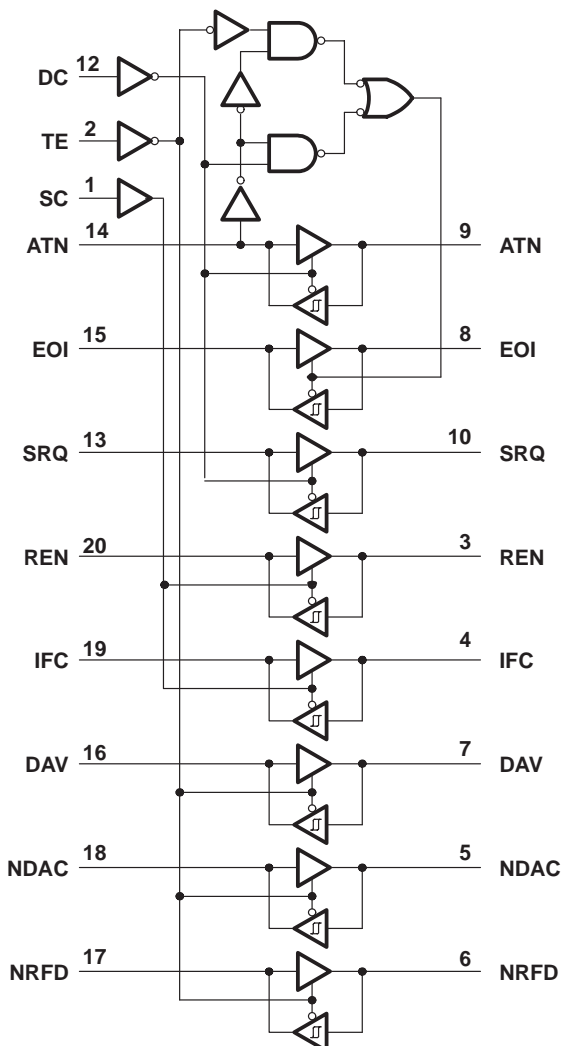 DC 12
TE 2
SC 1
ATN 14 9 ATN
EOI 15 8 EOI
SRQ 13 10 SRQ
REN 20 3 REN
IFC 19 4 IFC
DAV 16 7 DAV
NDAC 18 5 NDAC
NRFD 17 6 NRFD